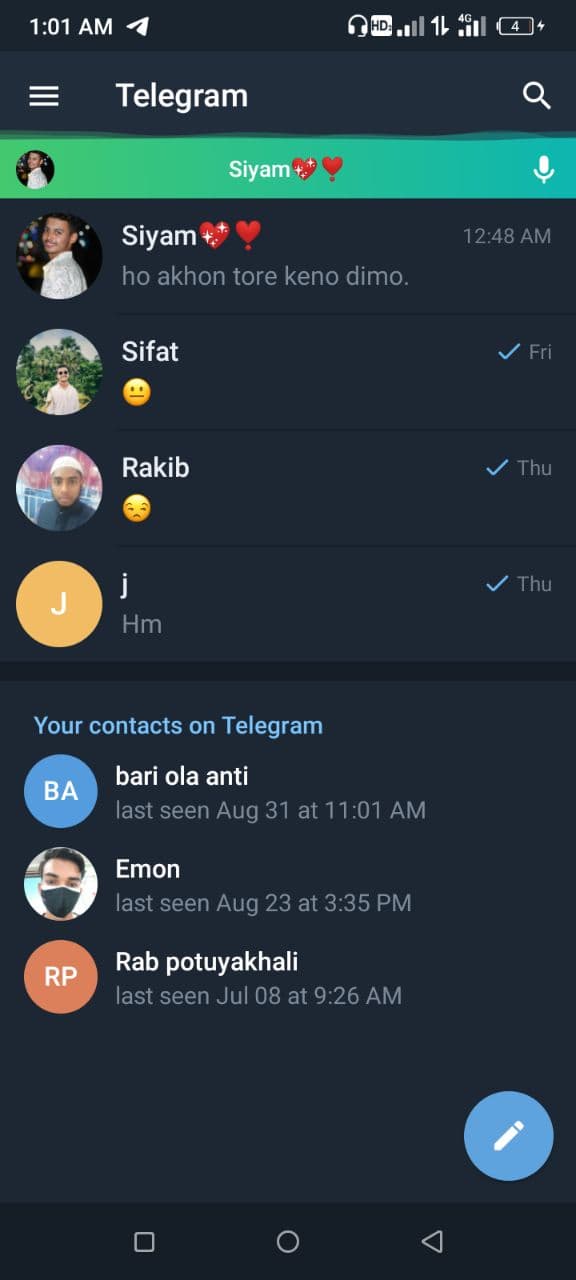 1:01 AM
HD
4G
4
Telegram
Siyam💖❣️
Siyam💖❣️
12:48 AM
ho akhon tore keno dimo.
Sifat
Fri
😐
Rakib
Thu
😒
J
j
Thu
Hm
Your contacts on Telegram
BA
bari ola anti
last seen Aug 31 at 11:01 AM
Emon
last seen Aug 23 at 3:35 PM
RP
Rab potuyakhali
last seen Jul 08 at 9:26 AM